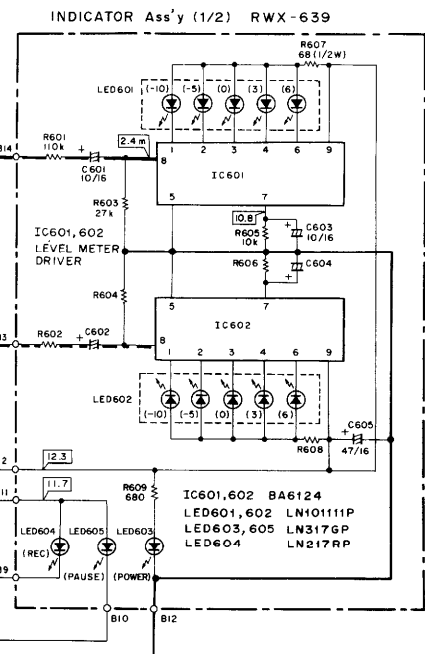 INDICATOR Ass'y (1/2) RWX-639
R607
68 (1/2W)
LED601 (-10) (-5) (0) (3) (6)
R601
110k
C601
10/16
2.4 m
1 2 3 4 6 9
8
IC601
5 7
R603
27k
10.8
R605
10k
C603
10/16
IC601, 602
LEVEL METER
DRIVER
R606
C604
R604
5 7
IC602
R602
C602
8
1 2 3 4 6 9
LED602
(-10) (-5) (0) (3) (6)
R608
C605
47/16
2
12.3
11
11.7
R609
680
IC601,602 BA6124
LED601,602 LN101111P
LED603,605 LN317GP
LED604 LN217RP
LED604 LED605 LED603
(REC)
(PAUSE) (POWER)
B10 B12